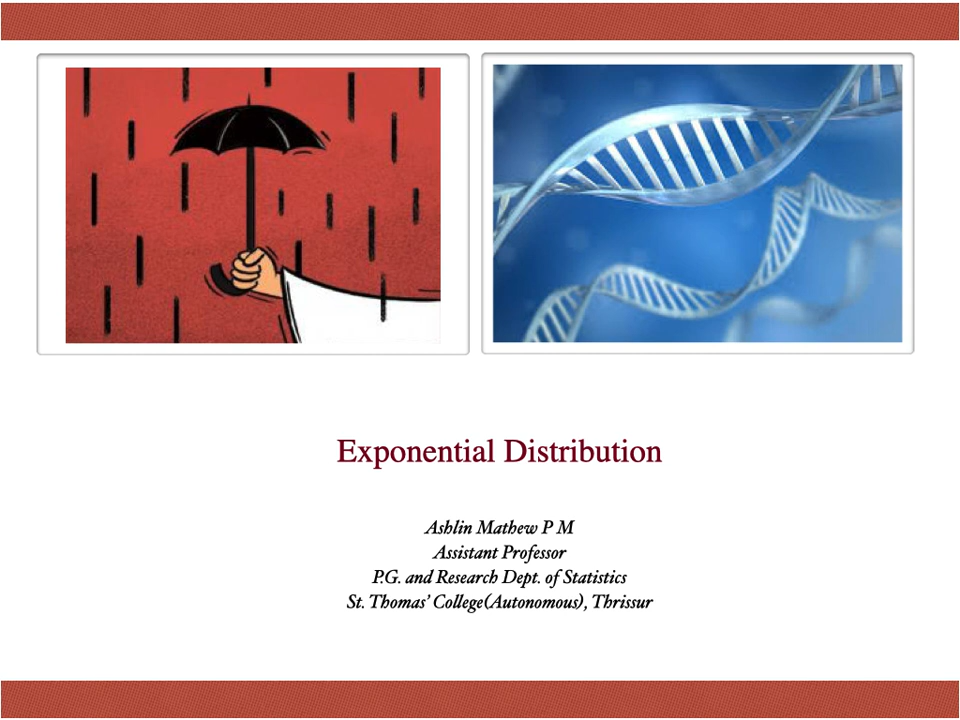 Exponential Distribution
Ashlin Mathew P M
Assistant Professor
P.G. and Research Dept. of Statistics
St. Thomas’ College(Autonomous), Thrissur